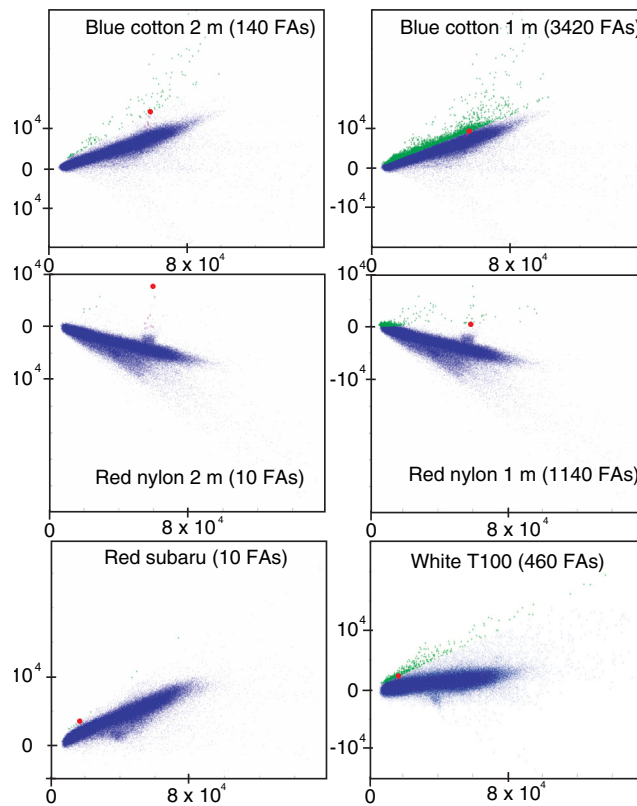 Blue cotton 2 m (140 FAs)
10⁴
0
10⁴
0
8 x 10⁴
Blue cotton 1 m (3420 FAs)
10⁴
0
-10⁴
0
8 x 10⁴
10⁴
0
10⁴
Red nylon 2 m (10 FAs)
0
8 x 10⁴
10⁴
0
-10⁴
Red nylon 1 m (1140 FAs)
0
8 x 10⁴
Red subaru (10 FAs)
10⁴
0
0
8 x 10⁴
White T100 (460 FAs)
10⁴
0
-10⁴
0
8 x 10⁴